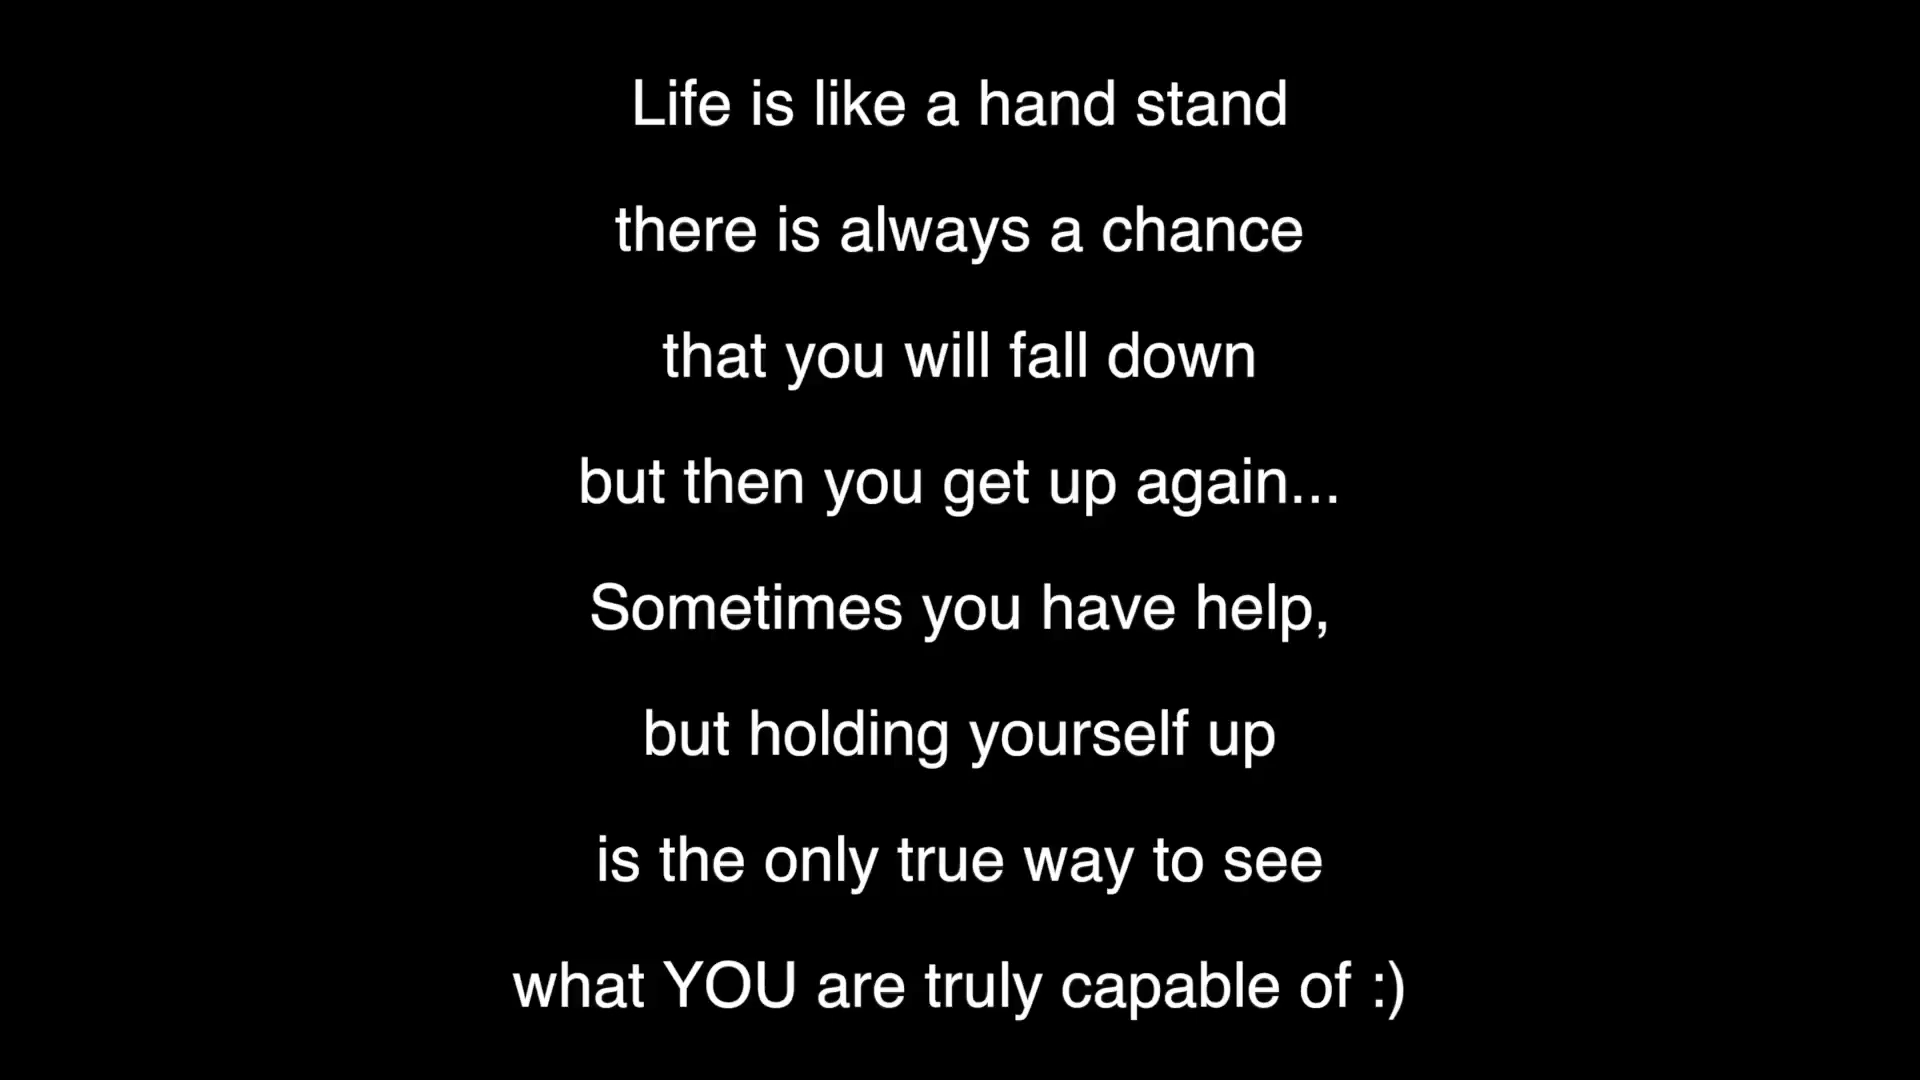 Life is like a hand stand
there is always a chance
that you will fall down
but then you get up again...
Sometimes you have help,
but holding yourself up
is the only true way to see
what YOU are truly capable of :)